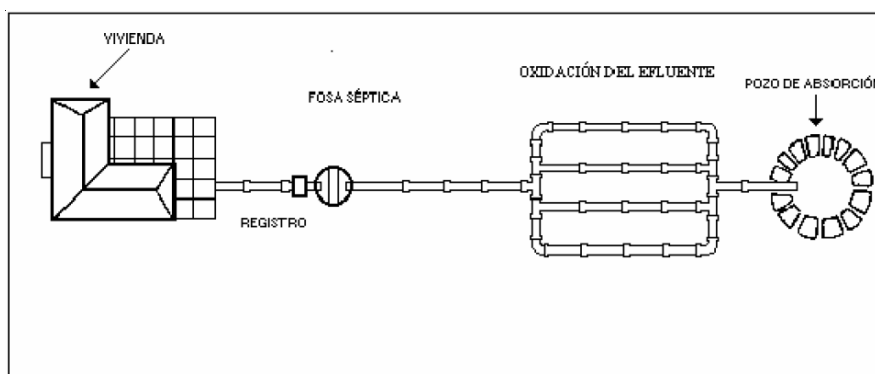 VIVIENDA
OXIDACIÓN DEL EFLUENTE
POZO DE ABSORCIÓN
FOSA SÉPTICA
REGISTRO